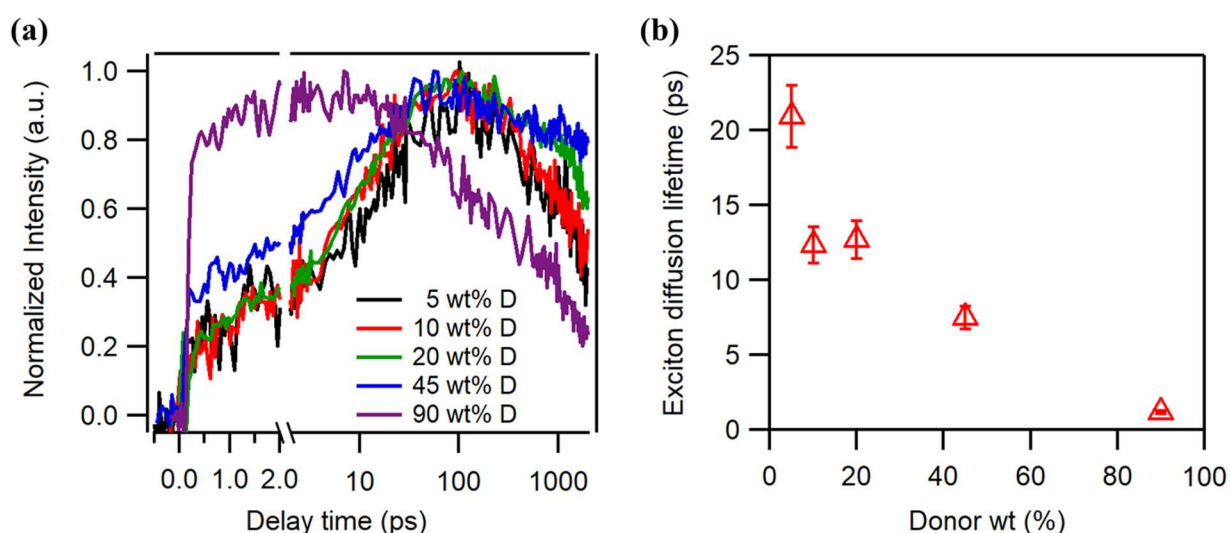 (a)
Normalized Intensity (a.u.)
1.0
0.8
0.6
0.4
0.2
0.0
5 wt% D
10 wt% D
20 wt% D
45 wt% D
90 wt% D
0.0 1.0 2.0 10 100 1000
Delay time (ps)
(b)
Exciton diffusion lifetime (ps)
25
20
15
10
5
0
0 20 40 60 80 100
Donor wt (%)